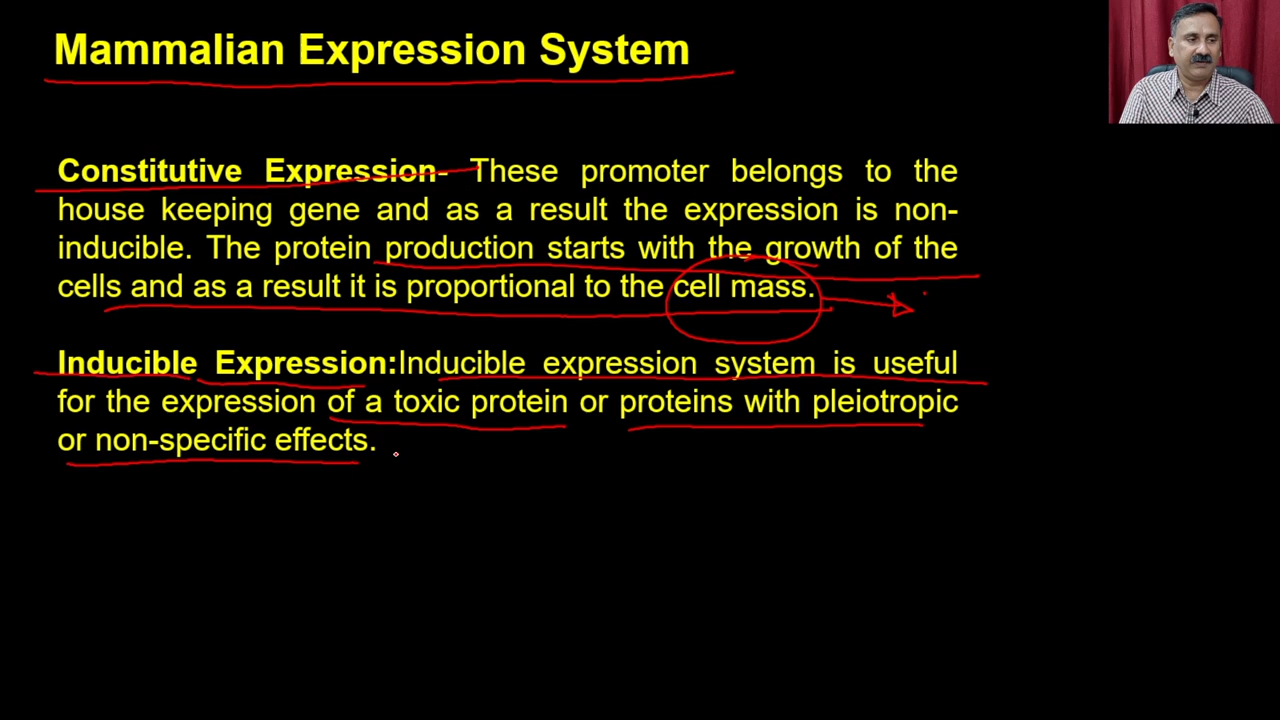 Mammalian Expression System
Constitutive Expression- These promoter belongs to the
house keeping gene and as a result the expression is non-
inducible. The protein production starts with the growth of the
cells and as a result it is proportional to the cell mass.
Inducible Expression:Inducible expression system is useful
for the expression of a toxic protein or proteins with pleiotropic
or non-specific effects.